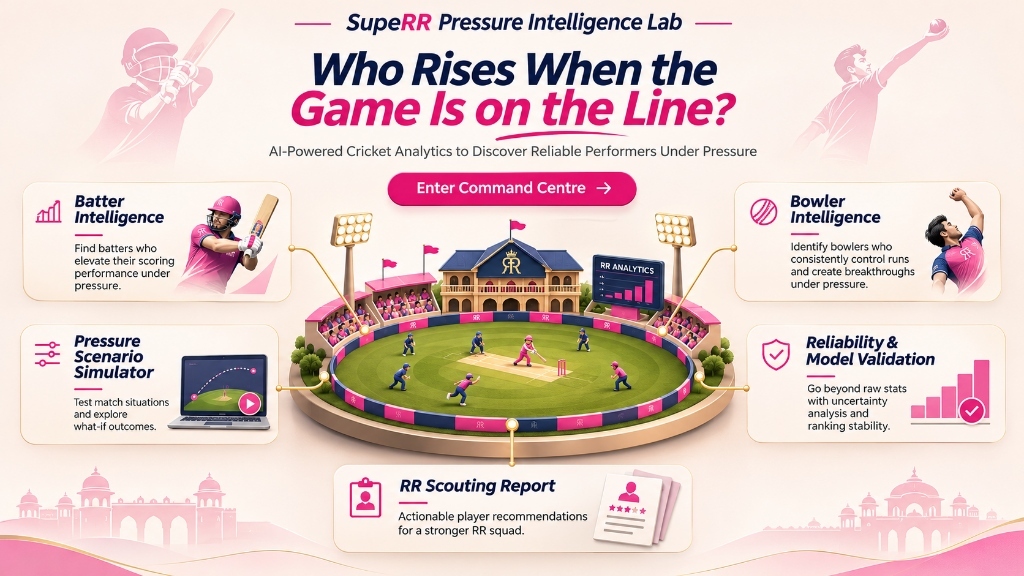 SupeRR Pressure Intelligence Lab
Who Rises When the
Game Is on the Line?
AI-Powered Cricket Analytics to Discover Reliable Performers Under Pressure
Enter Command Centre →
Batter
Intelligence
Find batters who
elevate their scoring
performance under
pressure.
Bowler
Intelligence
Identify bowlers who
consistently control runs
and create breakthroughs
under pressure.
RR
RR ANALYTICS
Pressure
Scenario
Simulator
Test match situations
and explore
what-if outcomes.
Reliability &
Model Validation
Go beyond raw stats
with uncertainty
analysis and
ranking stability.
RR Scouting Report
Actionable player recommendations
for a stronger RR squad.